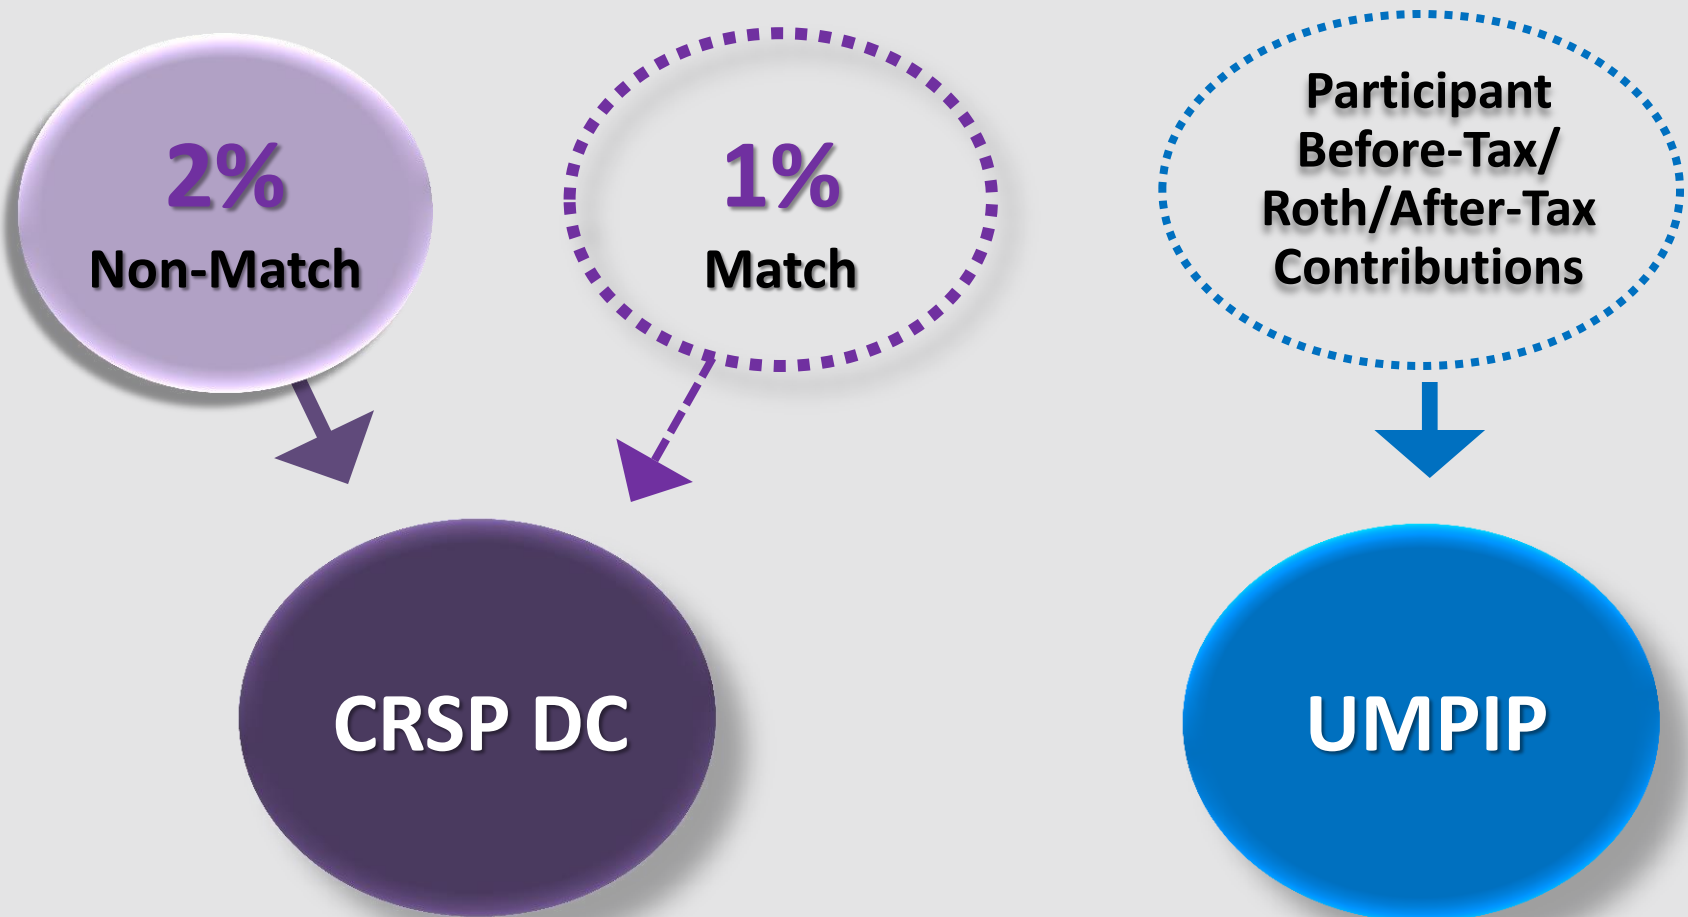 2%
Non-Match
1%
Match
Participant
Before-Tax/
Roth/After-Tax
Contributions
CRSP DC
UMPIP